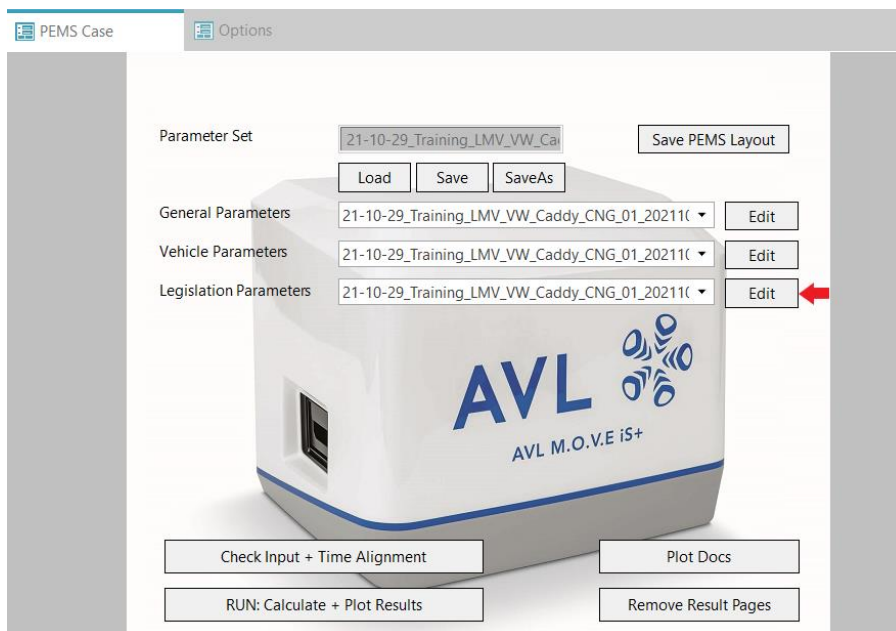 PEMS Case
Options
Parameter Set
21-10-29_Training_LMV_VW_Ca
Save PEMS Layout
Load
Save
SaveAs
General Parameters
21-10-29_Training_LMV_VW_Caddy_CNG_01_20211(
Edit
Vehicle Parameters
21-10-29_Training_LMV_VW_Caddy_CNG_01_20211(
Edit
Legislation Parameters
21-10-29_Training_LMV_VW_Caddy_CNG_01_20211(
Edit
AVL
AVL M.O.V.E iS+
Check Input + Time Alignment
Plot Docs
RUN: Calculate + Plot Results
Remove Result Pages